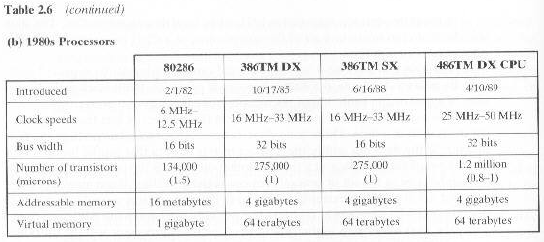 Table 2.6 (continued)
(b) 1980s Processors
80286 386TM DX 386TM SX 486TM DX CPU
Introduced 2/1/82 10/17/85 6/16/88 4/10/89
Clock speeds 6 MHz–12.5 MHz 16 MHz–33 MHz 16 MHz–33 MHz 25 MHz–50 MHz
Bus width 16 bits 32 bits 16 bits 32 bits
Number of transistors (microns) 134,000 (1.5) 275,000 (1) 275,000 (1) 1.2 million (0.8–1)
Addressable memory 16 metabytes 4 gigabytes 4 gigabytes 4 gigabytes
Virtual memory 1 gigabyte 64 terabytes 64 terabytes 64 terabytes